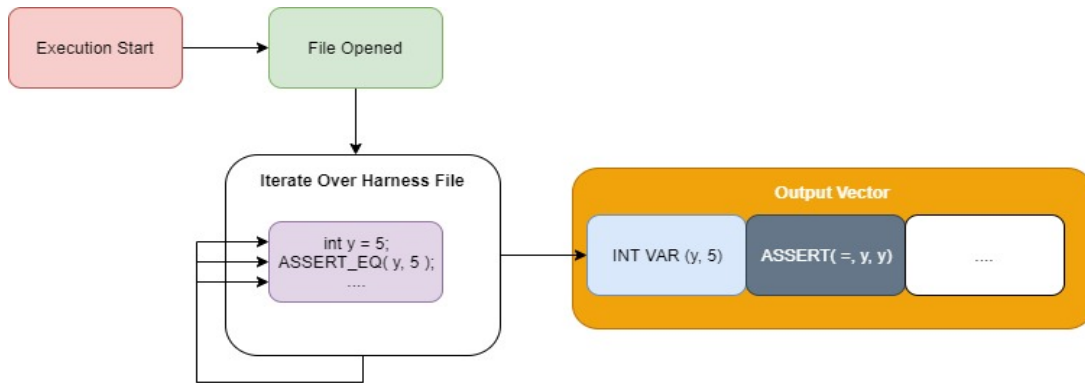 Execution Start
File Opened
Iterate Over Harness File
int y = 5;
ASSERT_EQ( y, 5 );
....
Output Vector
INT VAR (y, 5)
ASSERT( =, y, y)
....